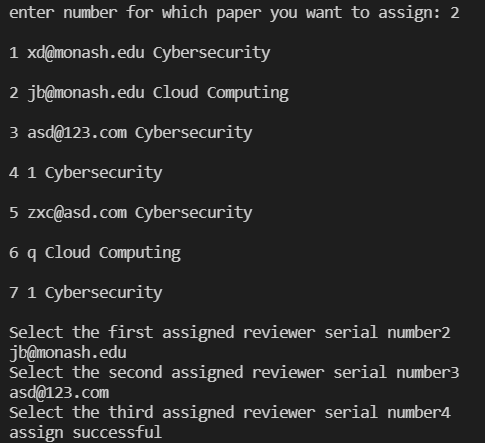 enter number for which paper you want to assign: 2
1 xd@monash.edu Cybersecurity
2 jb@monash.edu Cloud Computing
3 asd@123.com Cybersecurity
4 1 Cybersecurity
5 zxc@asd.com Cybersecurity
6 q Cloud Computing
7 1 Cybersecurity
Select the first assigned reviewer serial number2
jb@monash.edu
Select the second assigned reviewer serial number3
asd@123.com
Select the third assigned reviewer serial number4
assign successful